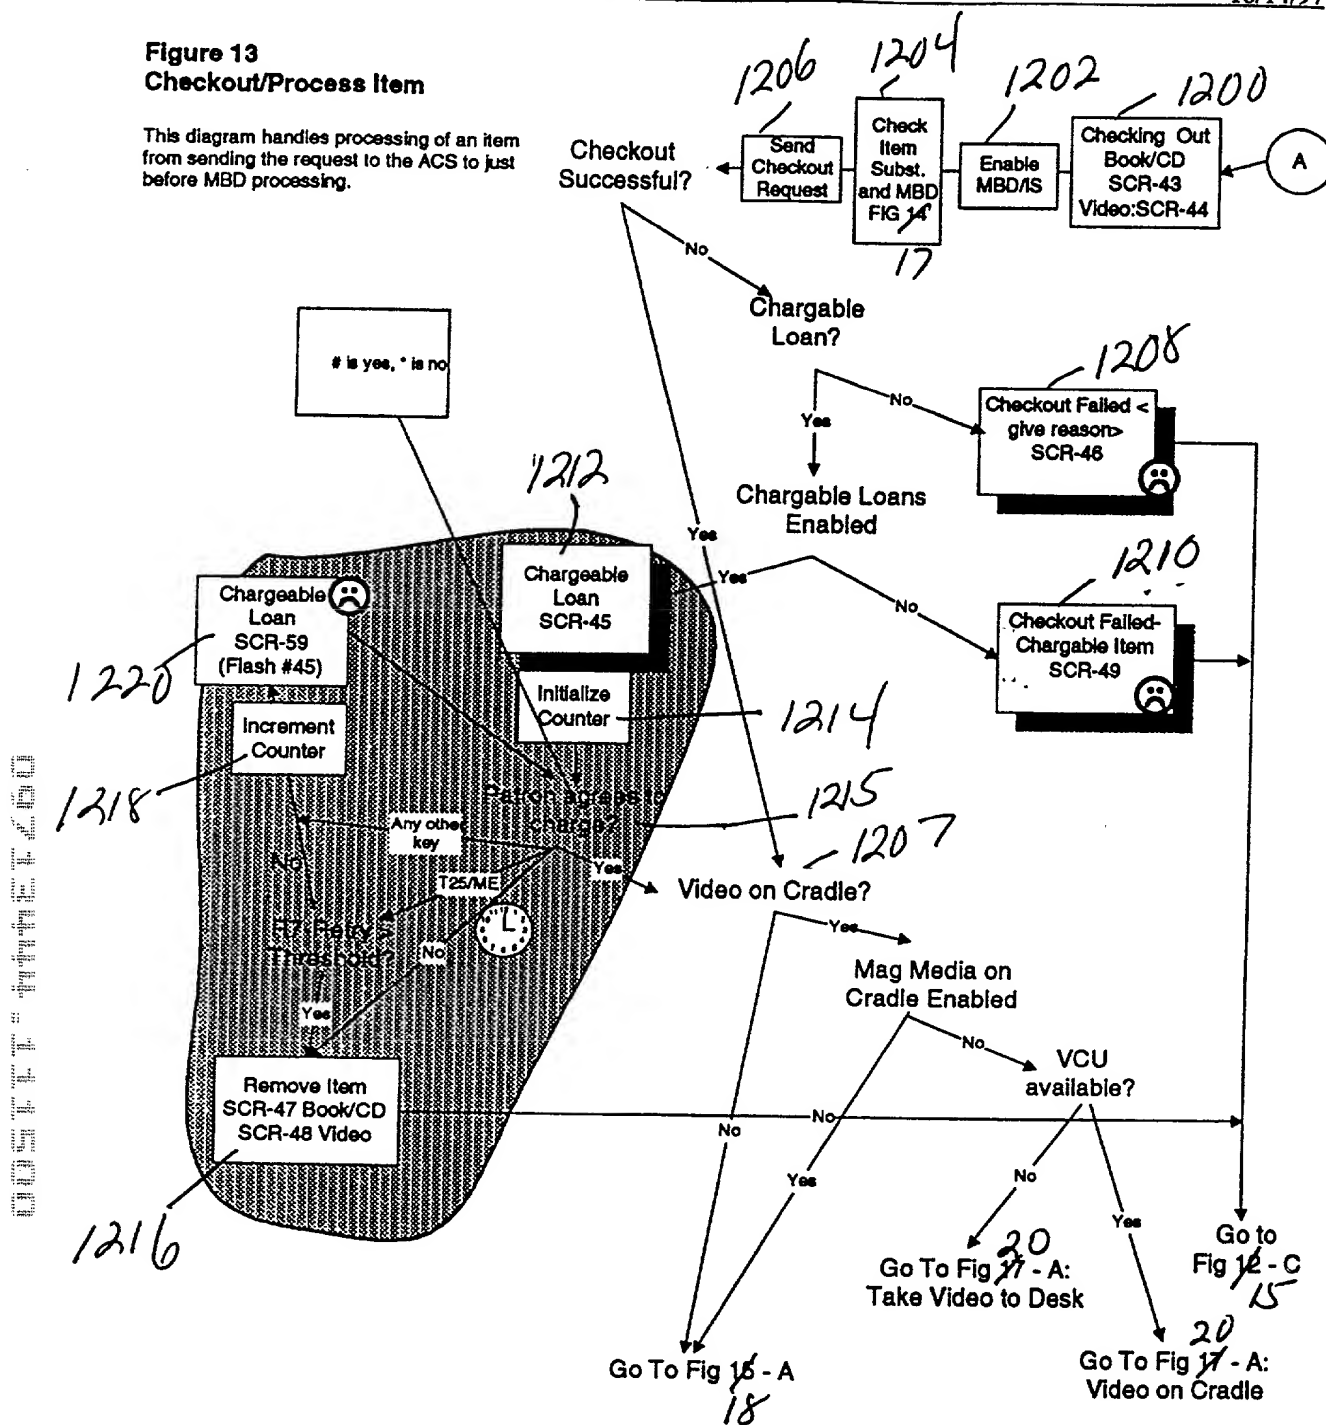 Figure 13
Checkout/Process Item
This diagram handles processing of an item
from sending the request to the ACS to just
before MBD processing.
1206
1204
1202
1200
Checkout
Successful?
Send
Checkout
Request
Check
Item
Subst.
and MBD
FIG 14
17
Enable
MBD/IS
Checking Out
Book/CD
SCR-43
Video:SCR-44
A
No
Chargable
Loan?
# is yes, * is no
1208
No
Checkout Failed <
give reason>
SCR-46
Yes
Chargable Loans
Enabled
1212
Yes
Yes
Chargeable
Loan
SCR-45
1210
No
Checkout Failed-
Chargable Item
SCR-49
Chargeable
Loan
SCR-59
(Flash #45)
1220
Initialize
Counter
1214
Increment
Counter
1218
Patron agrees to
charge?
1215
Any other
key
1207
No
Yes
T25/ME
Video on Cradle?
L
Yes
Threshold?
No
Mag Media on
Cradle Enabled
Yes
No
VCU
available?
Remove Item
SCR-47 Book/CD
SCR-48 Video
No
No
1216
Yes
No
Yes
Go to
Fig 12 - C
15
20
Go To Fig 17 - A:
Take Video to Desk
20
Go To Fig 17 - A:
Video on Cradle
Go To Fig 15 - A
18